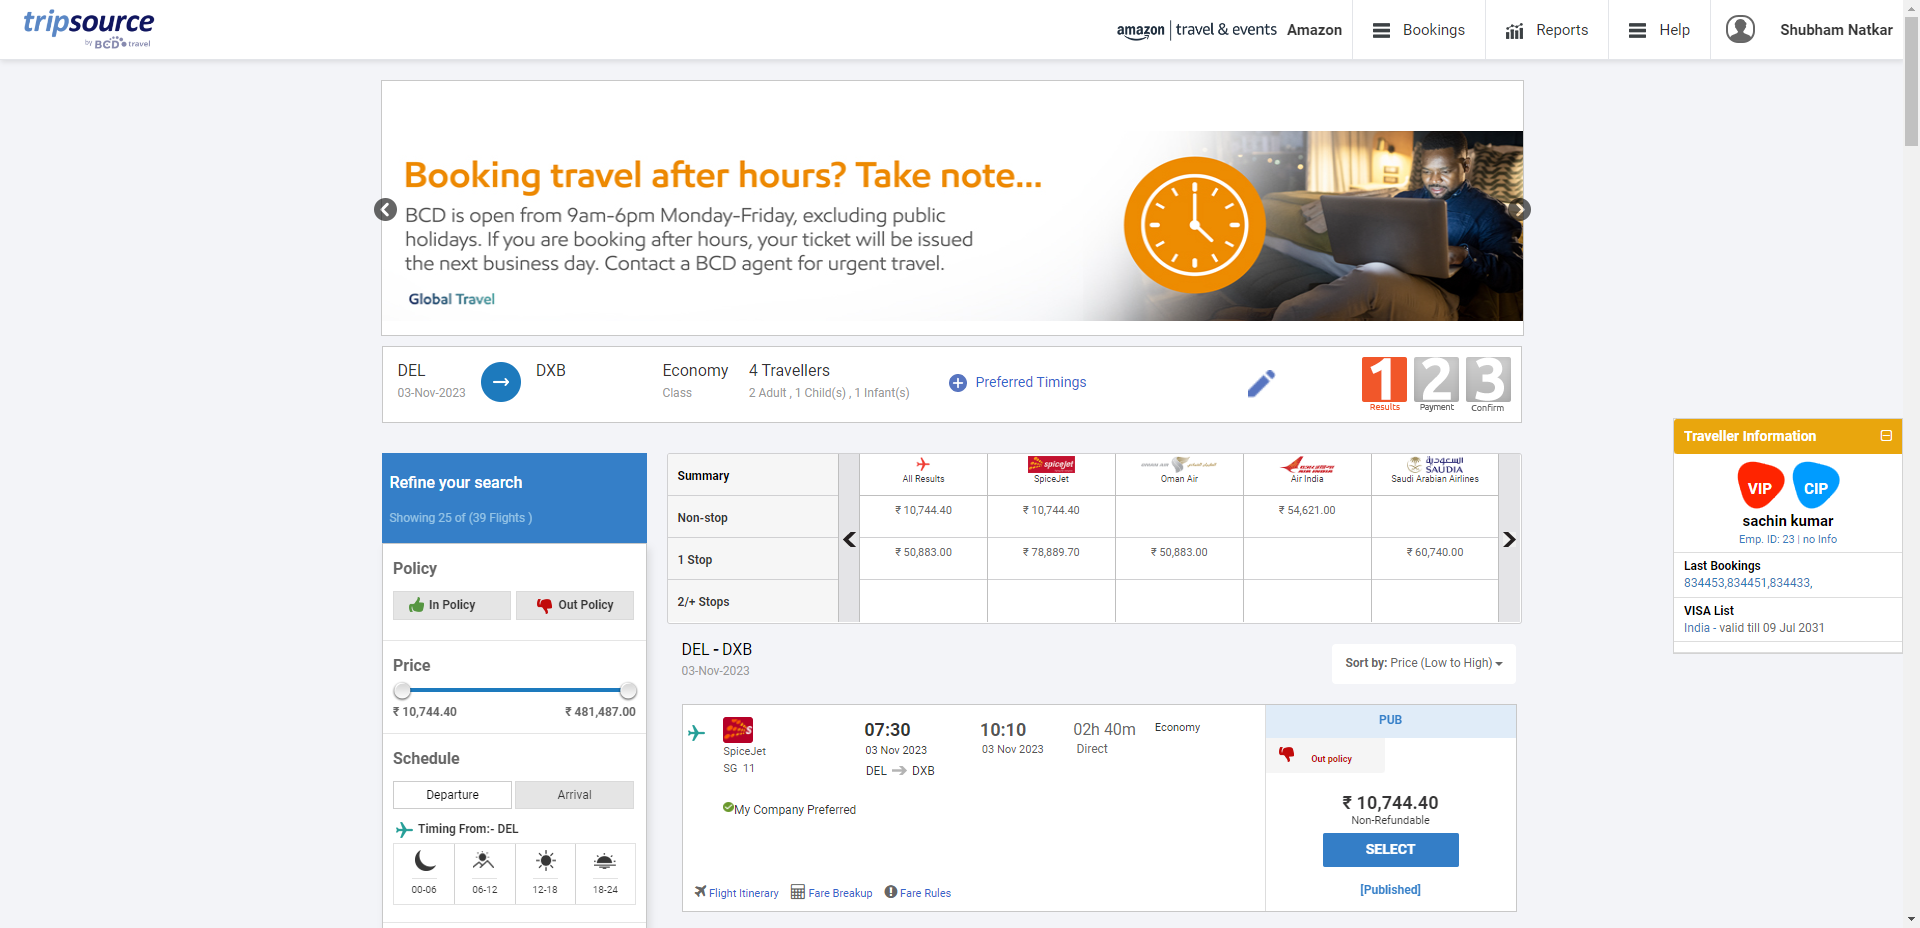 tripsource
by BCD travel
amazon | travel & events Amazon
Bookings
Reports
Help
Shubham Natkar
Booking travel after hours? Take note...
BCD is open from 9am-6pm Monday-Friday, excluding public
holidays. If you are booking after hours, your ticket will be issued
the next business day. Contact a BCD agent for urgent travel.
Global Travel
DEL
03-Nov-2023
DXB
Economy
Class
4 Travellers
2 Adult , 1 Child(s) , 1 Infant(s)
Preferred Timings
1 2 3
Results Payment Confirm
Traveller Information
VIP CIP
sachin kumar
Emp. ID: 23 | no Info
Last Bookings
834453,834451,834433,
VISA List
India - valid till 09 Jul 2031
Refine your search
Showing 25 of (39 Flights )
Policy
In Policy
Out Policy
Price
₹ 10,744.40 ₹ 481,487.00
Schedule
Departure Arrival
Timing From:- DEL
00-06 06-12 12-18 18-24
Summary
All Results
spicejet
SpiceJet
Oman Air
AIR INDIA
Air India
السعودية
SAUDIA
Saudi Arabian Airlines
Non-stop ₹ 10,744.40 ₹ 10,744.40 ₹ 54,621.00
1 Stop ₹ 50,883.00 ₹ 78,889.70 ₹ 50,883.00 ₹ 60,740.00
2/+ Stops
DEL - DXB
03-Nov-2023
Sort by: Price (Low to High)
SpiceJet
SG 11
07:30
03 Nov 2023
DEL DXB
10:10
03 Nov 2023
02h 40m
Direct
Economy
My Company Preferred
Flight Itinerary Fare Breakup Fare Rules
PUB
Out policy
₹ 10,744.40
Non-Refundable
SELECT
[Published]